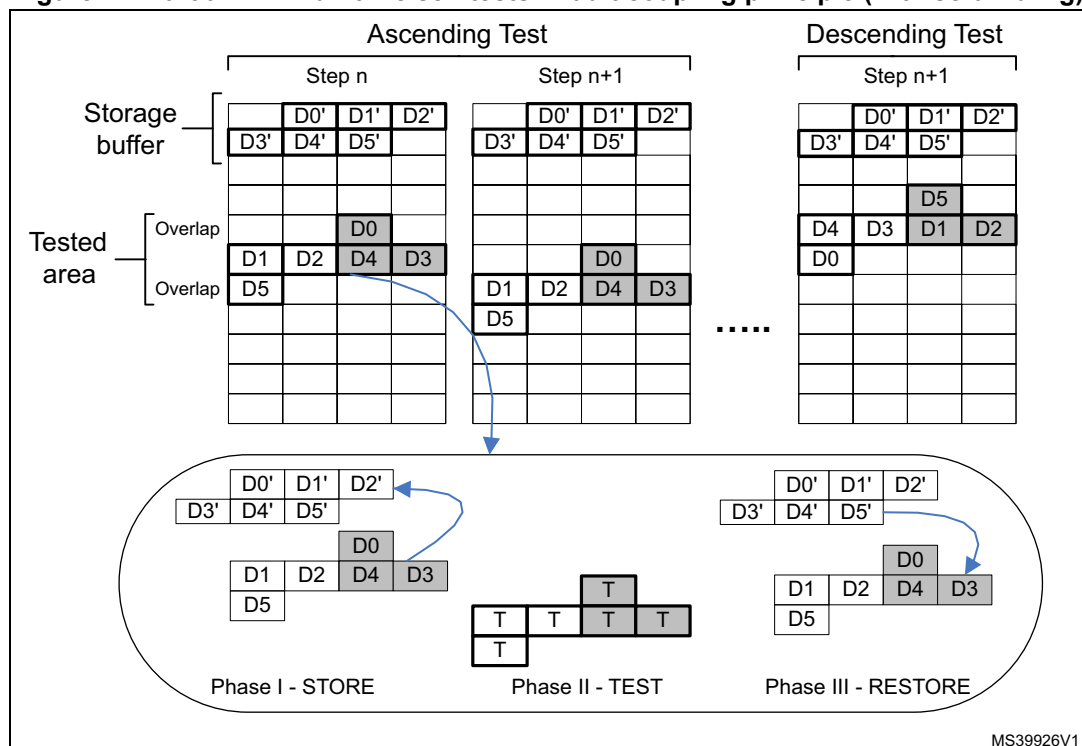 Ascending Test
Descending Test
Step n
Step n+1
Step n+1
Storage buffer
D0' D1' D2'
D3' D4' D5'
D0' D1' D2'
D3' D4' D5'
D0' D1' D2'
D3' D4' D5'
Tested area
Overlap
Overlap
D0
D1 D2 D4 D3
D5
D0
D1 D2 D4 D3
D5
.....
D5
D4 D3 D1 D2
D0
D0' D1' D2'
D3' D4' D5'
D0
D1 D2 D4 D3
D5
Phase I - STORE
T
T T T T
T
Phase II - TEST
D0' D1' D2'
D3' D4' D5'
D0
D1 D2 D4 D3
D5
Phase III - RESTORE
MS39926V1